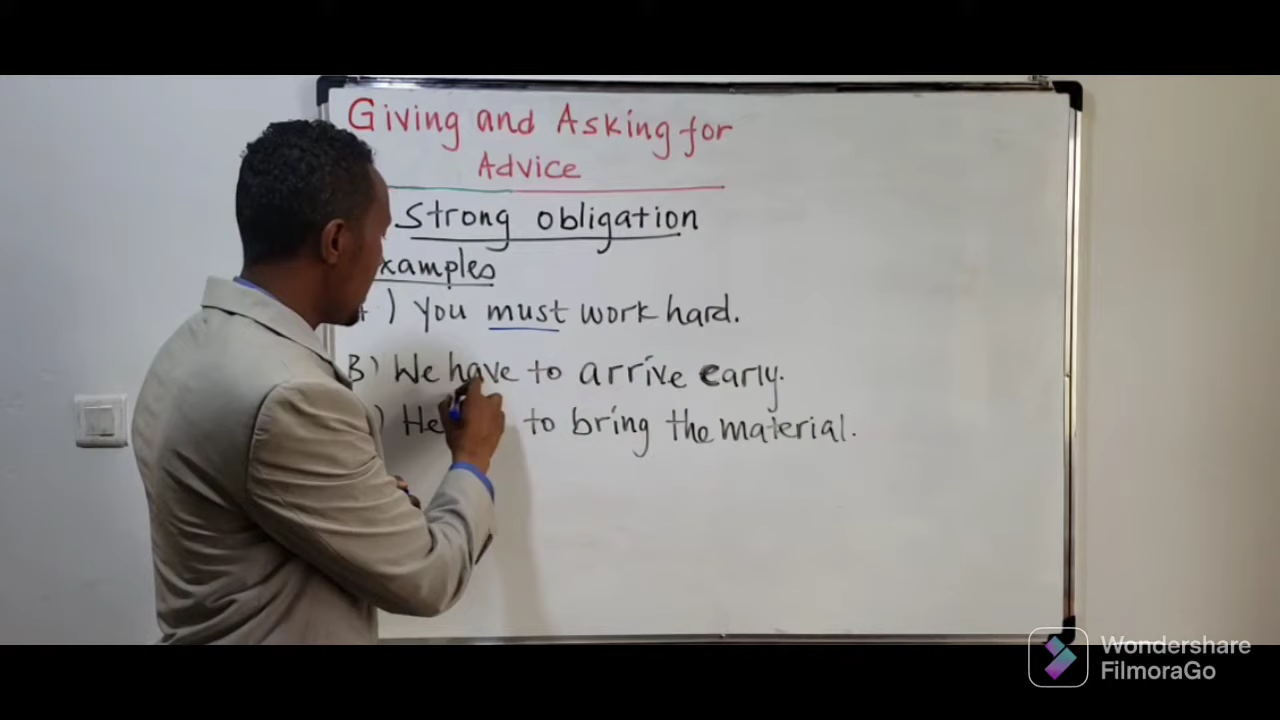 Giving and Asking for
Advice
Strong obligation
xamples
) You must work hard.
B) We have to arrive early.
) He to bring the material.
Wondershare
FilmoraGo